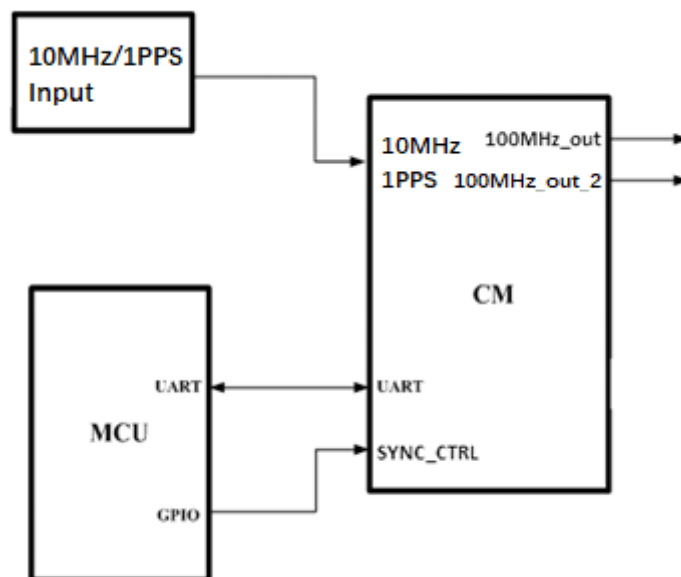 10MHz/1PPS
Input
10MHz
100MHz_out
1PPS
100MHz_out_2
CM
UART
UART
MCU
SYNC_CTRL
GPIO